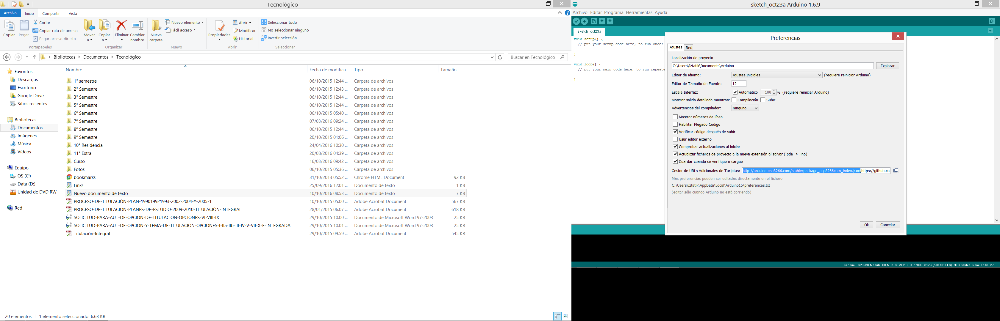 Tecnológico
Archivo Inicio Compartir Vista
Copiar
Pegar
Cortar
Copiar ruta de acceso
Pegar acceso directo
Portapapeles
Mover a
Copiar a
Eliminar
Cambiar nombre
Organizar
Nueva carpeta
Nuevo elemento
Fácil acceso
Nuevo
Propiedades
Abrir
Modificar
Historial
Abrir
Seleccionar todo
No seleccionar ninguno
Invertir selección
Seleccionar
Bibliotecas Documentos Tecnológico
Buscar en Tecnológico
Favoritos
Descargas
Escritorio
Google Drive
Sitios recientes
Bibliotecas
Documentos
Imágenes
Música
Vídeos
Equipo
OS (C:)
Data (D:)
Unidad de DVD RW (
Red
Nombre Fecha de modifica... Tipo Tamaño
1° semestre 06/10/2015 12:44 ... Carpeta de archivos
2° Semestre 06/10/2015 12:43 ... Carpeta de archivos
3° Semestre 06/10/2015 12:44 ... Carpeta de archivos
5° Semestre 06/10/2015 12:44 ... Carpeta de archivos
6º Semestre 06/10/2015 05:40 ... Carpeta de archivos
7º Semestre 07/03/2016 09:24 ... Carpeta de archivos
8º Semestre 06/10/2015 12:44 ... Carpeta de archivos
9º Semestre 20/10/2015 01:06 ... Carpeta de archivos
10° Residencia 24/04/2016 10:30 ... Carpeta de archivos
11° Extra 20/08/2016 04:39 ... Carpeta de archivos
Curso 16/03/2016 09:42 ... Carpeta de archivos
Fotos 06/10/2015 05:36 ... Carpeta de archivos
bookmarks 31/10/2013 05:52 ... Chrome HTML Document 92 KB
Links 25/09/2016 12:01 ... Documento de texto 1 KB
Nuevo documento de texto 10/10/2016 08:53 ... Documento de texto 7 KB
PROCESO-DE-TITULACIÓN-PLAN-199019921993-2002-2004-Y-2005-1 10/10/2015 05:00 ... Adobe Acrobat Document 567 KB
PROCESO-DE-TITULACION-PLANES-DE-ESTUDIO-2009-2010-TITULACIÓN-INTEGRAL 28/01/2015 06:07 ... Adobe Acrobat Document 618 KB
SOLICITUD-PARA-AUT-DE-OPCION-DE-TITULACION-OPCIONES-VI-VIII-IX 29/10/2015 10:00 ... Documento de Microsoft Word 97-2003 25 KB
SOLICITUD-PARA-AUT-DE-OPCION-Y-TEMA-DE-TITULACION-OPCIONES-I-IIa-IIb-III-IV-V-VII-X-E-INTEGRADA 29/10/2015 10:01 ... Documento de Microsoft Word 97-2003 25 KB
Titulación-Integral 29/10/2015 09:59 ... Adobe Acrobat Document 545 KB
20 elementos 1 elemento seleccionado 6.63 KB
sketch_oct23a Arduino 1.6.9
Archivo Editar Programa Herramientas Ayuda
sketch_oct23a
void setup() {
// put your setup code here, to run once:
}
void loop() {
// put your main code here, to run repeate
}
Preferencias
Ajustes Red
Localización de proyecto
C:\Users\Iztatik\Documents\Arduino Explorar
Editor de idioma: Ajustes Iniciales (requiere reiniciar Arduino)
Editor de Tamaño de Fuente: 12
Escala Interfaz: Automático 100 % (requiere reiniciar Arduino)
Mostrar salida detallada mientras: Compilación Subir
Advertencias del compilador: Ninguno
Mostrar números de línea
Habilitar Plegado Código
Verificar código después de subir
Usar editor externo
Comprobar actualizaciones al iniciar
Actualizar ficheros de proyecto a la nueva extensión al salvar (.pde -> .ino)
Guardar cuando se verifique o cargue
Gestor de URLs Adicionales de Tarjetas: http://arduino.esp8266.com/stable/package_esp8266com_index.json,https://github.co
Más preferencias pueden ser editadas directamente en el fichero
C:\Users\Iztatik\AppData\Local\Arduino15\preferences.txt
(editar sólo cuando Arduino no está corriendo)
Ok Cancelar
Generic ESP8266 Module, 80 MHz, 40MHz, DIO, 57600, 512K (64K SPIFFS), ck, Disabled, None en COM7